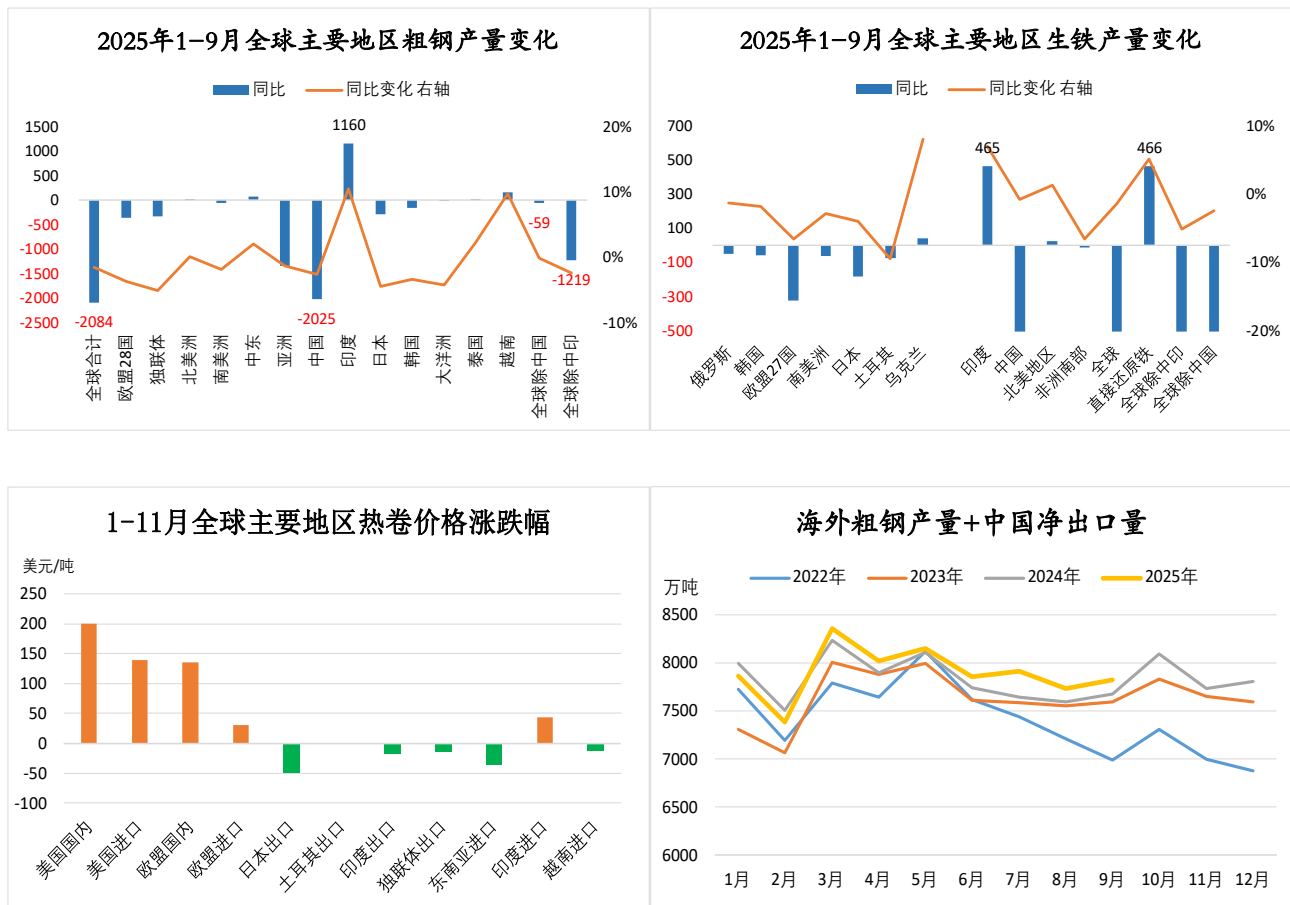 2025年1-9月全球主要地区粗钢产量变化
同比
同比变化 右轴
1500
1000
500
0
-500
-1000
-1500
-2000
-2500
20%
10%
0%
-10%
-2084
-2025
1160
-59
-1219
全球合计
欧盟28国
独联体
北美洲
南美洲
中东
亚洲
中国
印度
日本
韩国
大洋洲
泰国
越南
全球除中国
全球除中印
2025年1-9月全球主要地区生铁产量变化
同比
同比变化 右轴
700
500
300
100
-100
-300
-500
10%
0%
-10%
-20%
465
466
俄罗斯
韩国
欧盟27国
南美洲
日本
土耳其
乌克兰
印度
中国
北美地区
非洲南部
全球
直接还原铁
全球除中印
全球除中国
1-11月全球主要地区热卷价格涨跌幅
美元/吨
250
200
150
100
50
0
-50
-100
美国国内
美国进口
欧盟国内
欧盟进口
日本出口
土耳其出口
印度出口
独联体出口
东南亚进口
印度进口
越南进口
海外粗钢产量+中国净出口量
万吨
2022年
2023年
2024年
2025年
8500
8000
7500
7000
6500
6000
1月
2月
3月
4月
5月
6月
7月
8月
9月
10月
11月
12月